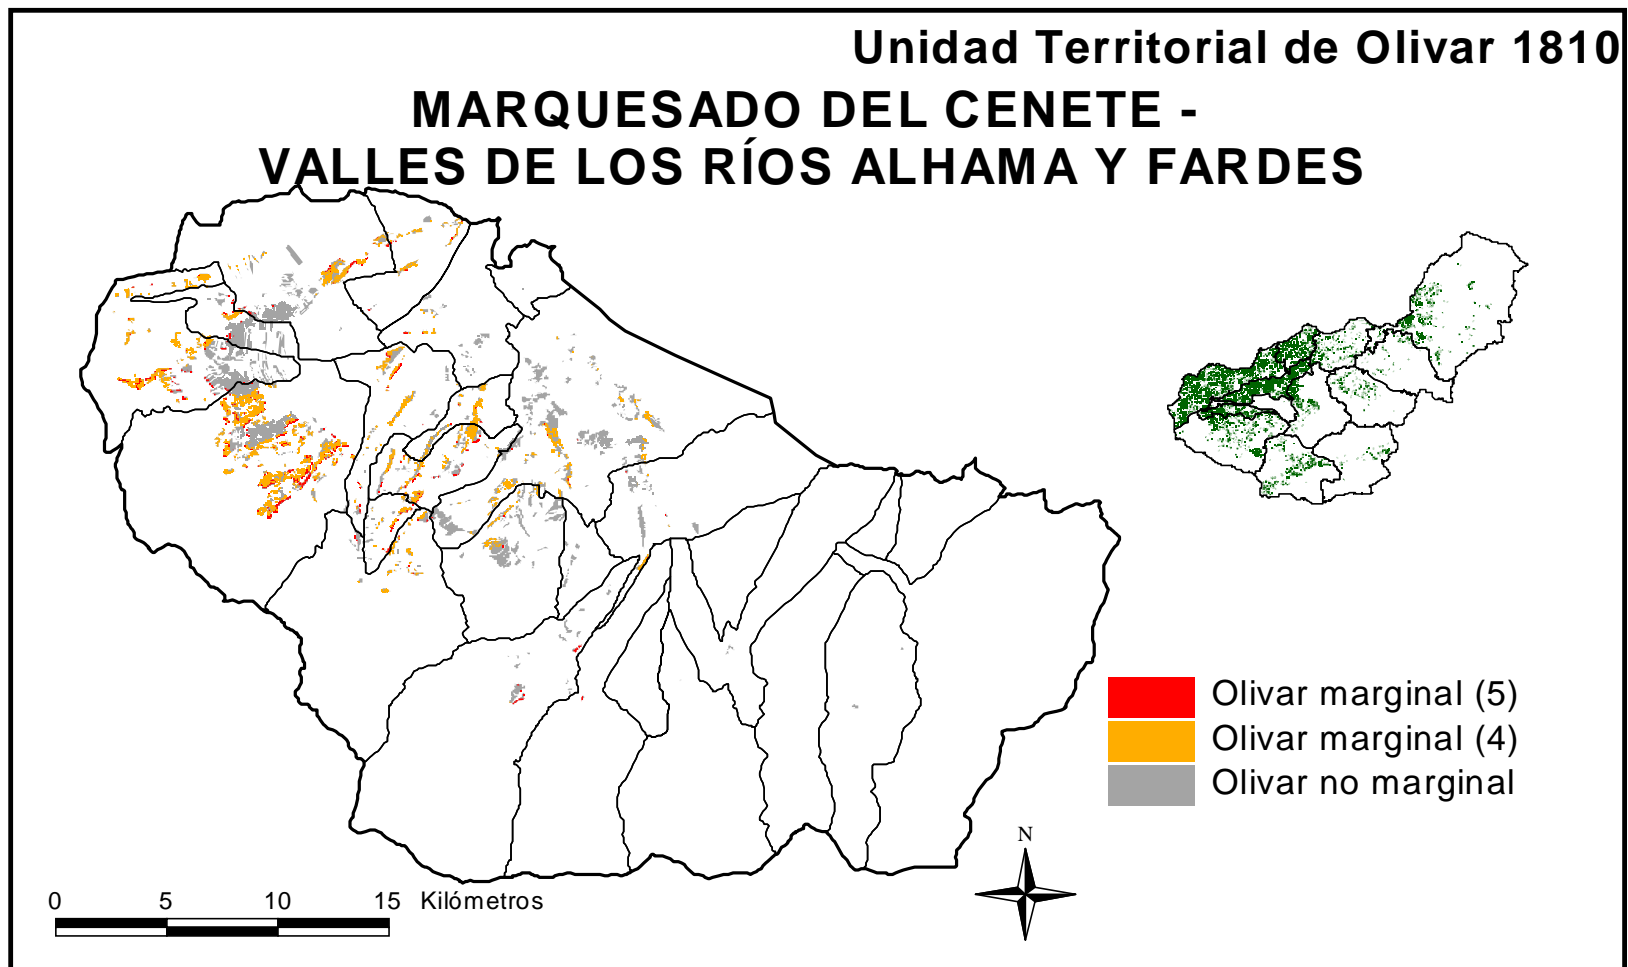 Unidad Territorial de Olivar 1810
MARQUESADO DEL CENETE -
VALLES DE LOS RÍOS ALHAMA Y FARDES
Olivar marginal (5)
Olivar marginal (4)
Olivar no marginal
N
0 5 10 15 Kilómetros